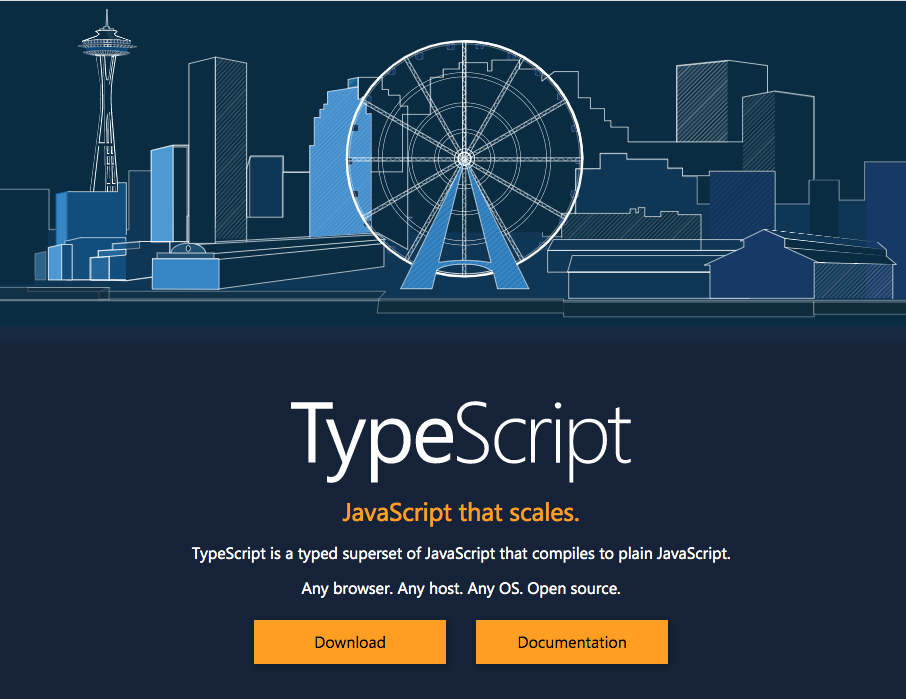 TypeScript
JavaScript that scales.
TypeScript is a typed superset of JavaScript that compiles to plain JavaScript.
Any browser. Any host. Any OS. Open source.
Download
Documentation